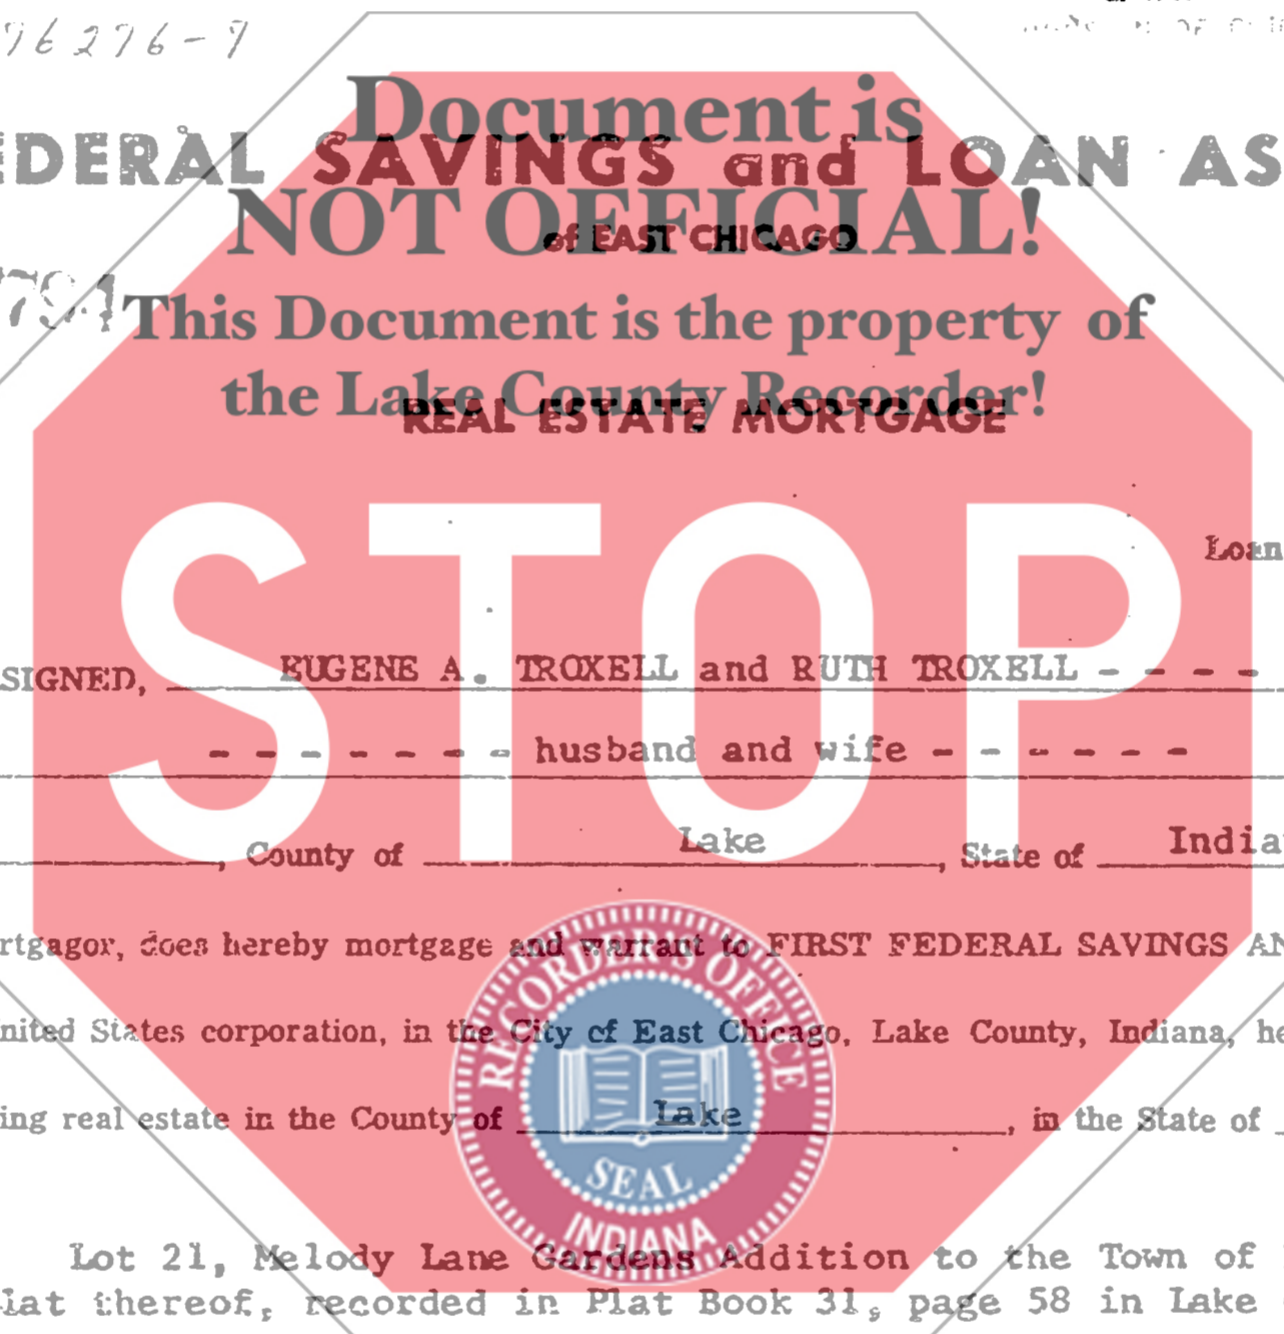 76276-9
Document is
EDERAL SAVINGS and LOAN AS
NOT OFFICIAL!
of EAST CHICAGO
794
This Document is the property of
the Lake County Recorder!
REAL ESTATE MORTGAGE
STOP
Loan
SIGNED, EUGENE A. TROXELL and RUTH TROXELL - - - -
- - - - - - - husband and wife - - - - - -
, County of Lake, State of India
rtgagor, does hereby mortgage and warrant to FIRST FEDERAL SAVINGS AN
nited States corporation, in the City of East Chicago, Lake County, Indiana, he
RECORDER'S OFFICE
ing real estate in the County of Lake, in the State of
SEAL
INDIANA
Lot 21, Melody Lane Gardens Addition to the Town of
lat thereof, recorded in Plat Book 31, page 58 in Lake